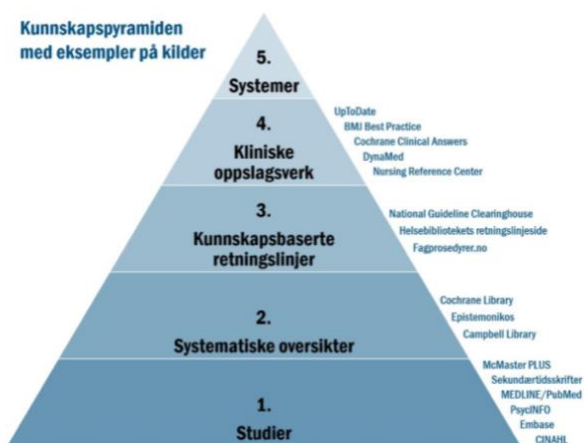 Kunnskapspyramiden
med eksempler på kilder
5.
Systemer
4.
Kliniske
oppslagsverk
UpToDate
BMJ Best Practice
Cochrane Clinical Answers
DynaMed
Nursing Reference Center
3.
Kunnskapsbaserte
retningslinjer
National Guideline Clearinghouse
Helsebibliotekets retningslinjeside
Fagprosedyrer.no
2.
Systematiske oversikter
Cochrane Library
Epistemonikos
Campbell Library
1.
Studier
McMaster PLUS
Sekundærtidsskrifter
MEDLINE/PubMed
PsycINFO
Embase
CINAHL